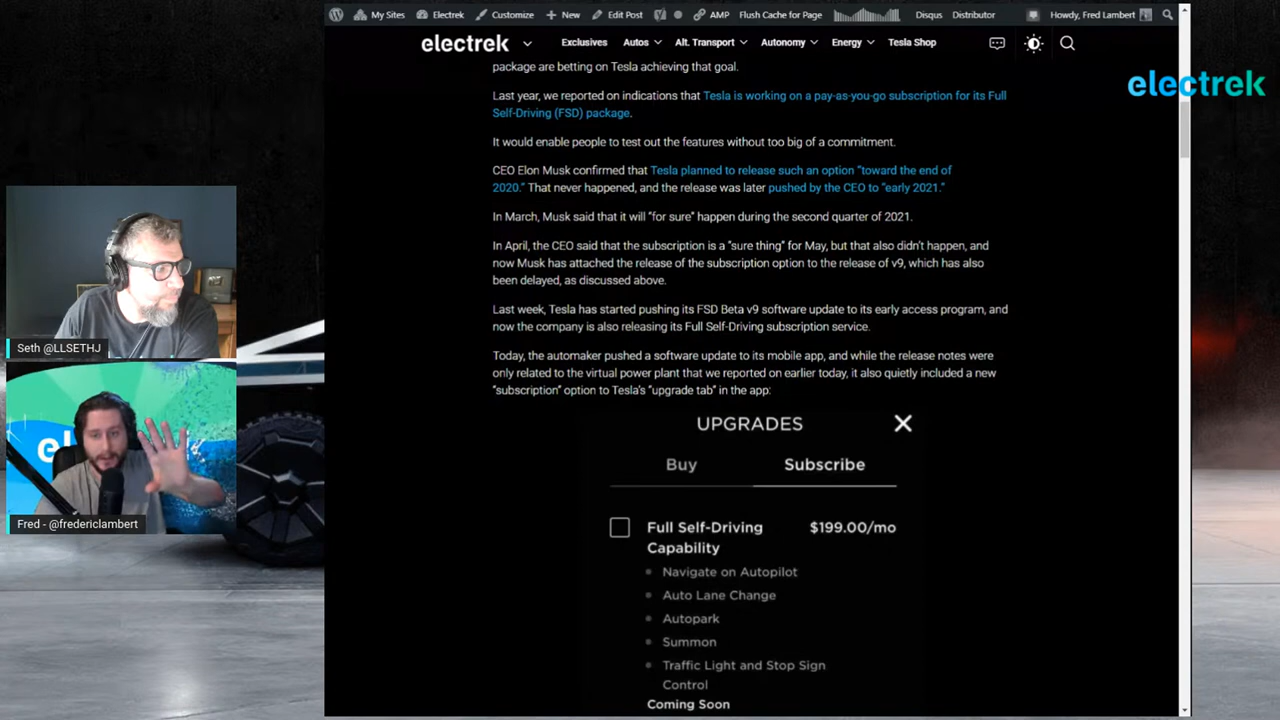 My Sites Electrek Customize New Edit Post AMP Flush Cache for Page Disqus Distributor Howdy, Fred Lambert
electrek Exclusives Autos Alt. Transport Autonomy Energy Tesla Shop
electrek
package are betting on Tesla achieving that goal.
Last year, we reported on indications that Tesla is working on a pay-as-you-go subscription for its Full
Self-Driving (FSD) package.
It would enable people to test out the features without too big of a commitment.
CEO Elon Musk confirmed that Tesla planned to release such an option “toward the end of
2020.” That never happened, and the release was later pushed by the CEO to “early 2021.”
In March, Musk said that it will “for sure” happen during the second quarter of 2021.
In April, the CEO said that the subscription is a “sure thing” for May, but that also didn't happen, and
now Musk has attached the release of the subscription option to the release of v9, which has also
been delayed, as discussed above.
Last week, Tesla has started pushing its FSD Beta v9 software update to its early access program, and
now the company is also releasing its Full Self-Driving subscription service.
Today, the automaker pushed a software update to its mobile app, and while the release notes were
only related to the virtual power plant that we reported on earlier today, it also quietly included a new
“subscription” option to Tesla's “upgrade tab” in the app:
UPGRADES
Buy Subscribe
Full Self-Driving $199.00/mo
Capability
Navigate on Autopilot
Auto Lane Change
Autopark
Summon
Traffic Light and Stop Sign
Control
Coming Soon
Seth @LLSETHJ
el
Fred - @fredericlambert